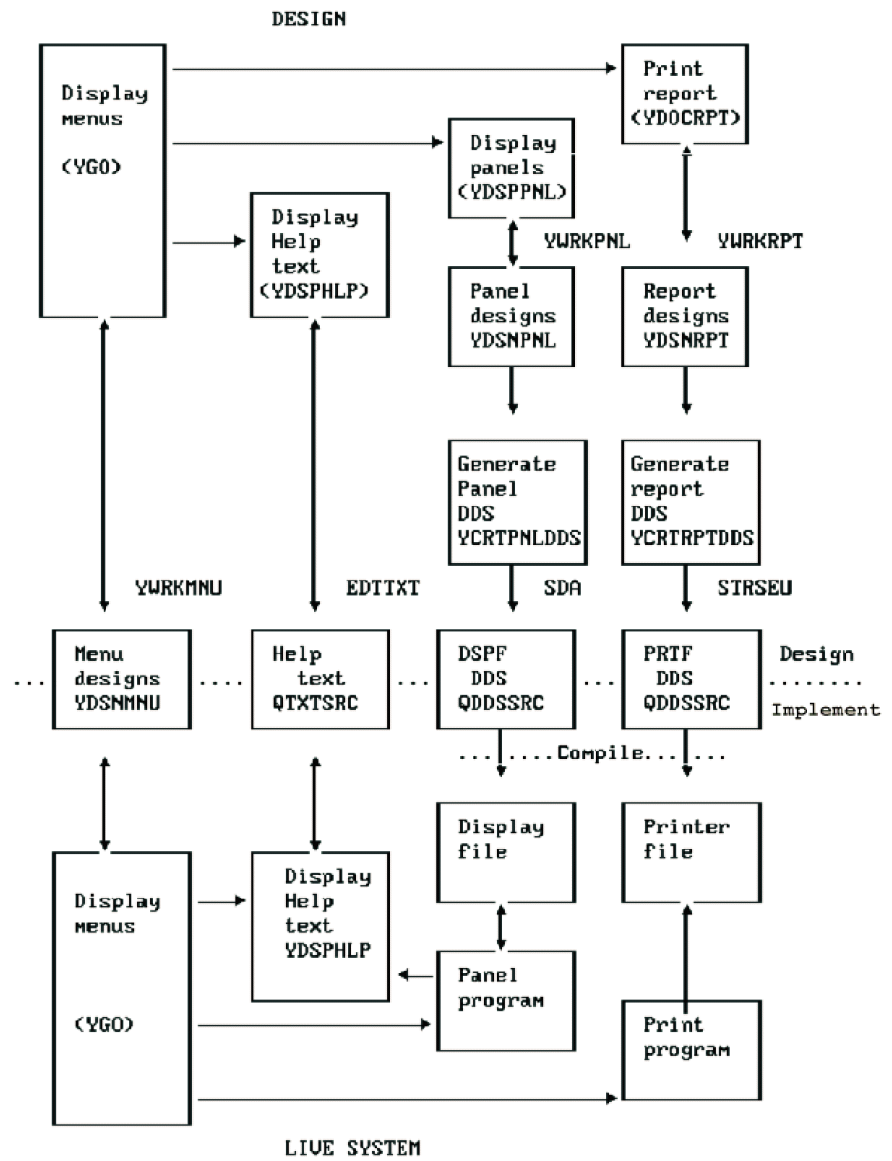 DESIGN
Display
menus
(YGO)
Print
report
(YDOCRPT)
Display
panels
(YDSPPNL)
Display
Help
text
(YDSPHLP)
YWRKPNL
YWRKRPT
Panel
designs
YDSNPNL
Report
designs
YDSNRPT
Generate
Panel
DDS
YCRTPNLDDS
Generate
report
DDS
YCRTRPTDDS
YWRKMNU
EDTTXT
SDA
STRSEU
Menu
designs
YDSNMNU
Help
text
QTXTSRC
DSPF
DDS
QDDSSRC
PRTF
DDS
QDDSSRC
Design
Implement
Compile
Display
file
Printer
file
Display
menus
(YGO)
Display
Help
text
YDSPHLP
Panel
program
Print
program
LIVE SYSTEM